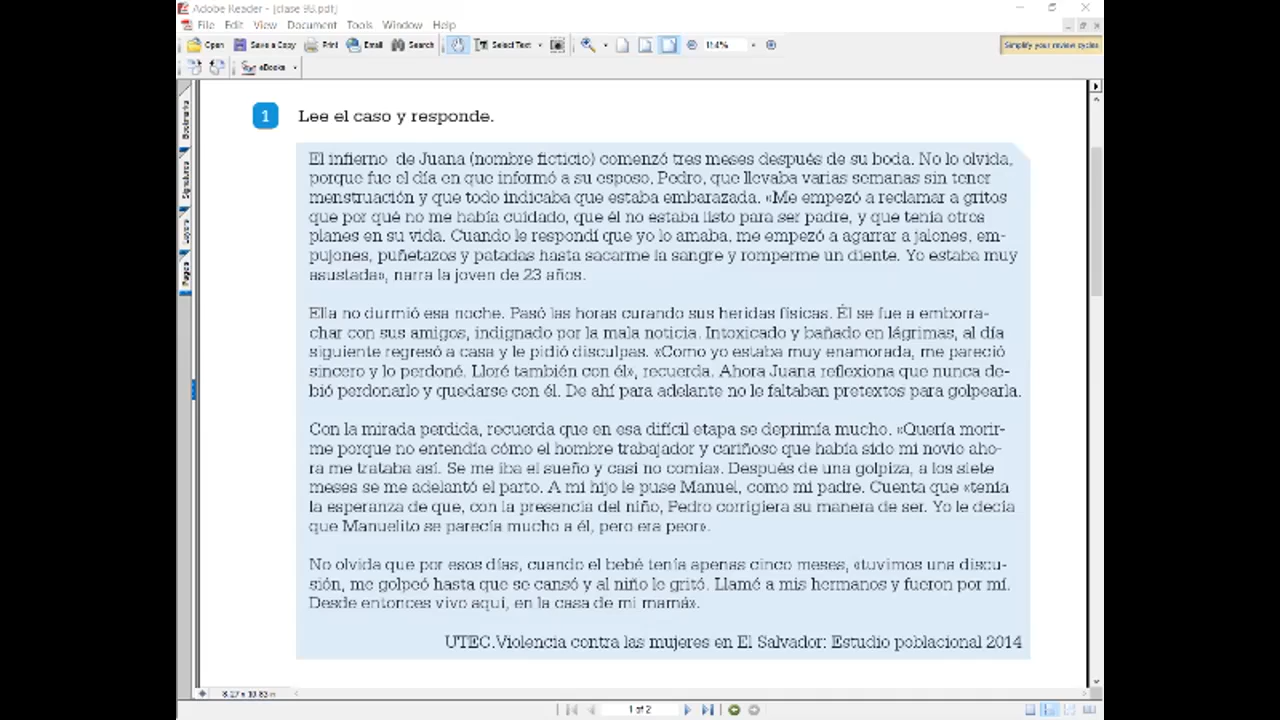 Adobe Reader - [clase 9B.pdf]
File Edit View Document Tools Window Help
Open Save a Copy Print Email Search Select Text 154% Simplify your review cycles
eBooks
1 Lee el caso y responde.
El infierno de Juana (nombre ficticio) comenzó tres meses después de su boda. No lo olvida,
porque fue el día en que informó a su esposo, Pedro, que llevaba varias semanas sin tener
menstruación y que todo indicaba que estaba embarazada. «Me empezó a reclamar a gritos
que por qué no me había cuidado, que él no estaba listo para ser padre, y que tenía otros
planes en su vida. Cuando le respondí que yo lo amaba, me empezó a agarrar a jalones, em-
pujones, puñetazos y patadas hasta sacarme la sangre y romperme un diente. Yo estaba muy
asustada», narra la joven de 23 años.
Ella no durmió esa noche. Pasó las horas curando sus heridas físicas. Él se fue a emborra-
char con sus amigos, indignado por la mala noticia. Intoxicado y bañado en lágrimas, al día
siguiente regresó a casa y le pidió disculpas. «Como yo estaba muy enamorada, me pareció
sincero y lo perdoné. Lloré también con él», recuerda. Ahora Juana reflexiona que nunca de-
bió perdonarlo y quedarse con él. De ahí para adelante no le faltaban pretextos para golpearla.
Con la mirada perdida, recuerda que en esa difícil etapa se deprimía mucho. «Quería morir-
me porque no entendía cómo el hombre trabajador y cariñoso que había sido mi novio aho-
ra me trataba así. Se me iba el sueño y casi no comía». Después de una golpiza, a los siete
meses se me adelantó el parto. A mi hijo le puse Manuel, como mi padre. Cuenta que «tenía
la esperanza de que, con la presencia del niño, Pedro corrigiera su manera de ser. Yo le decía
que Manuelito se parecía mucho a él, pero era peor».
No olvida que por esos días, cuando el bebé tenía apenas cinco meses, «tuvimos una discu-
sión, me golpeó hasta que se cansó y al niño le gritó. Llamé a mis hermanos y fueron por mí.
Desde entonces vivo aquí, en la casa de mi mamá».
UTEC.Violencia contra las mujeres en El Salvador: Estudio poblacional 2014
8.27 x 10.83 in
1 of 2